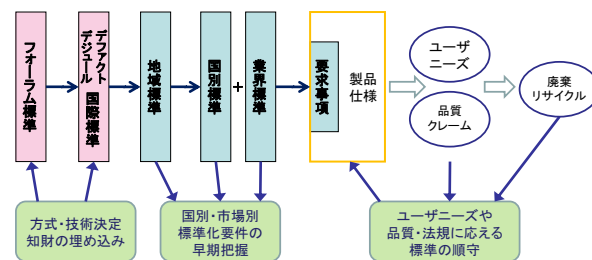 フォーラム標準
デファクト
デジュール 国際標準
地域標準
国別標準
+
業界標準
要求事項
製品
仕様
ユーザ
ニーズ
品質
クレーム
廃棄
リサイクル
方式・技術決定
知財の埋め込み
国別・市場別
標準化要件の
早期把握
ユーザニーズや
品質・法規に応える
標準の順守